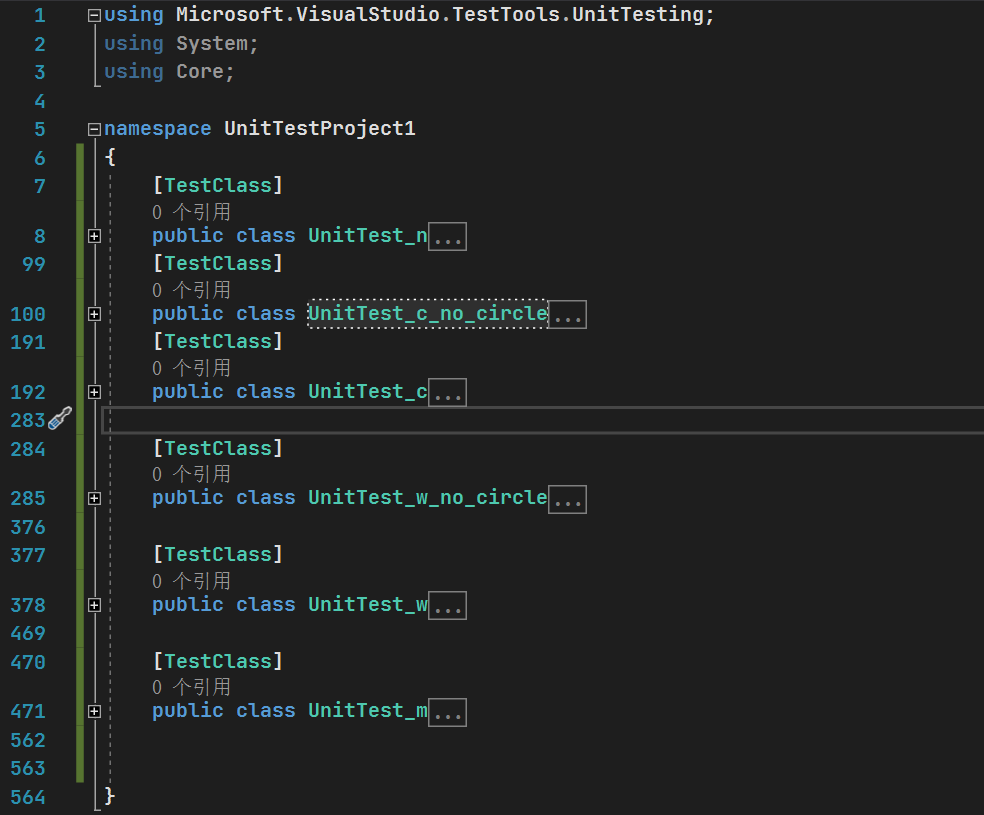 1 using Microsoft.VisualStudio.TestTools.UnitTesting;
2 using System;
3 using Core;
4
5 namespace UnitTestProject1
6 {
7 [TestClass]
0 个引用
8 public class UnitTest_n...
99 [TestClass]
0 个引用
100 public class UnitTest_c_no_circle...
191 [TestClass]
0 个引用
192 public class UnitTest_c...
283
284 [TestClass]
0 个引用
285 public class UnitTest_w_no_circle...
376
377 [TestClass]
0 个引用
378 public class UnitTest_w...
469
470 [TestClass]
0 个引用
471 public class UnitTest_m...
562
563
564 }